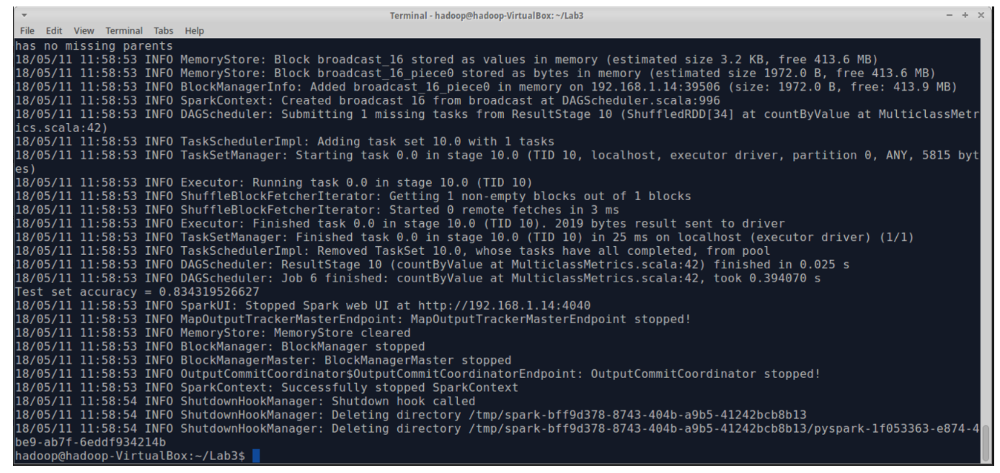 Terminal - hadoop@hadoop-VirtualBox: ~/Lab3
File Edit View Terminal Tabs Help
has no missing parents
18/05/11 11:58:53 INFO MemoryStore: Block broadcast_16 stored as values in memory (estimated size 3.2 KB, free 413.6 MB)
18/05/11 11:58:53 INFO MemoryStore: Block broadcast_16_piece0 stored as bytes in memory (estimated size 1972.0 B, free 413.6 MB)
18/05/11 11:58:53 INFO BlockManagerInfo: Added broadcast_16_piece0 in memory on 192.168.1.14:39506 (size: 1972.0 B, free: 413.9 MB)
18/05/11 11:58:53 INFO SparkContext: Created broadcast 16 from broadcast at DAGScheduler.scala:996
18/05/11 11:58:53 INFO DAGScheduler: Submitting 1 missing tasks from ResultStage 10 (ShuffledRDD[34] at countByValue at MulticlassMetr
ics.scala:42)
18/05/11 11:58:53 INFO TaskSchedulerImpl: Adding task set 10.0 with 1 tasks
18/05/11 11:58:53 INFO TaskSetManager: Starting task 0.0 in stage 10.0 (TID 10, localhost, executor driver, partition 0, ANY, 5815 byt
es)
18/05/11 11:58:53 INFO Executor: Running task 0.0 in stage 10.0 (TID 10)
18/05/11 11:58:53 INFO ShuffleBlockFetcherIterator: Getting 1 non-empty blocks out of 1 blocks
18/05/11 11:58:53 INFO ShuffleBlockFetcherIterator: Started 0 remote fetches in 3 ms
18/05/11 11:58:53 INFO Executor: Finished task 0.0 in stage 10.0 (TID 10). 2019 bytes result sent to driver
18/05/11 11:58:53 INFO TaskSetManager: Finished task 0.0 in stage 10.0 (TID 10) in 25 ms on localhost (executor driver) (1/1)
18/05/11 11:58:53 INFO TaskSchedulerImpl: Removed TaskSet 10.0, whose tasks have all completed, from pool
18/05/11 11:58:53 INFO DAGScheduler: ResultStage 10 (countByValue at MulticlassMetrics.scala:42) finished in 0.025 s
18/05/11 11:58:53 INFO DAGScheduler: Job 6 finished: countByValue at MulticlassMetrics.scala:42, took 0.394070 s
Test set accuracy = 0.834319526627
18/05/11 11:58:53 INFO SparkUI: Stopped Spark web UI at http://192.168.1.14:4040
18/05/11 11:58:53 INFO MapOutputTrackerMasterEndpoint: MapOutputTrackerMasterEndpoint stopped!
18/05/11 11:58:53 INFO MemoryStore: MemoryStore cleared
18/05/11 11:58:53 INFO BlockManager: BlockManager stopped
18/05/11 11:58:53 INFO BlockManagerMaster: BlockManagerMaster stopped
18/05/11 11:58:53 INFO OutputCommitCoordinator$OutputCommitCoordinatorEndpoint: OutputCommitCoordinator stopped!
18/05/11 11:58:53 INFO SparkContext: Successfully stopped SparkContext
18/05/11 11:58:54 INFO ShutdownHookManager: Shutdown hook called
18/05/11 11:58:54 INFO ShutdownHookManager: Deleting directory /tmp/spark-bff9d378-8743-404b-a9b5-41242bcb8b13
18/05/11 11:58:54 INFO ShutdownHookManager: Deleting directory /tmp/spark-bff9d378-8743-404b-a9b5-41242bcb8b13/pyspark-1f053363-e874-4
be9-ab7f-6eddf934214b
hadoop@hadoop-VirtualBox:~/Lab3$